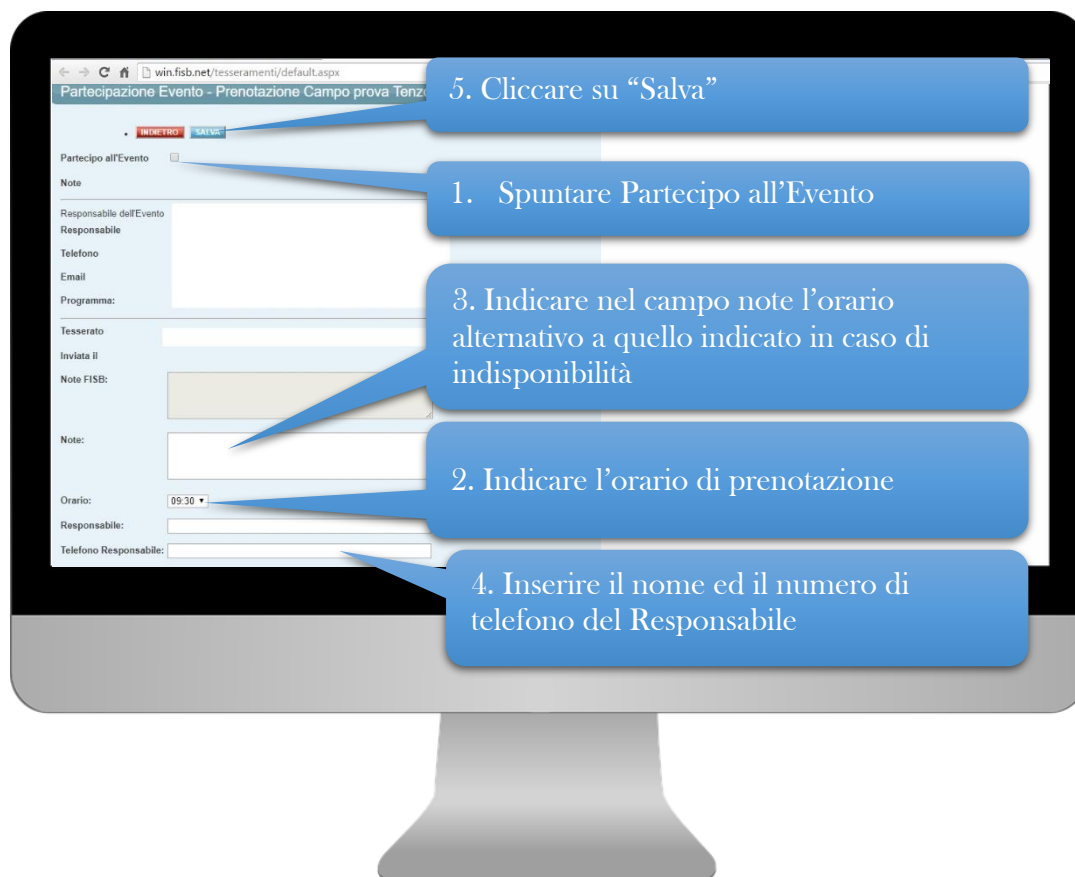 win.fisb.net/tesseramenti/default.aspx
Partecipazione Evento - Prenotazione Campo prova
5. Cliccare su “Salva”
INDIETRO SALVA
Partecipo all'Evento
1. Spuntare Partecipo all’Evento
Note
Responsabile dell'Evento
Responsabile
Telefono
Email
Programma:
3. Indicare nel campo note l’orario
alternativo a quello indicato in caso di
indisponibilità
Tesserato
Inviata il
Note FISB:
Note:
2. Indicare l’orario di prenotazione
Orario:
09:30
Responsabile:
Telefono Responsabile:
4. Inserire il nome ed il numero di
telefono del Responsabile